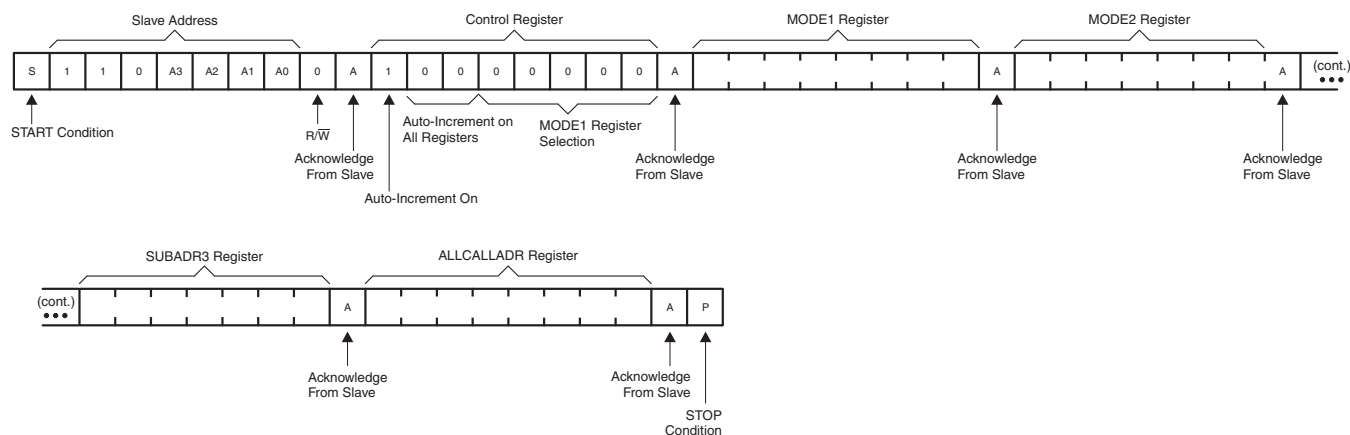 Slave Address
Control Register
MODE1 Register
MODE2 Register
S 1 1 0 A3 A2 A1 A0 0 A 1 0 0 0 0 0 0 0 A A A (cont.)
•••
START Condition
R/W̅
Acknowledge
From Slave
Auto-Increment On
Auto-Increment on
All Registers
MODE1 Register
Selection
Acknowledge
From Slave
Acknowledge
From Slave
Acknowledge
From Slave
SUBADR3 Register
ALLCALLADR Register
(cont.)
•••
A A P
Acknowledge
From Slave
Acknowledge
From Slave
STOP
Condition